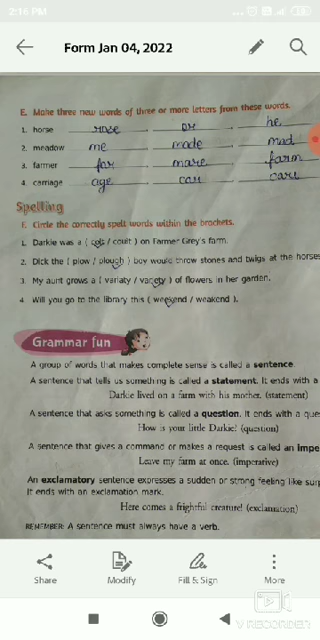 2:16 PM
Form Jan 04, 2022
E. Make three new words of three or more letters from these words.
1. horse rose or he
2. meadow me made mad
3. farmer far mare farm
4. carriage age car care
Spelling
F. Circle the correctly spelt words within the brackets.
1. Darkie was a ( colt / coult ) on Farmer Grey's farm.
2. Dick the ( plow / plough ) boy would throw stones and twigs at the horses
3. My aunt grows a ( variaty / variety ) of flowers in her garden.
4. Will you go to the library this ( weekend / weakend ).
Grammar fun
A group of words that makes complete sense is called a sentence.
A sentence that tells us something is called a statement. It ends with a
Darkie lived on a farm with his mother. (statement)
A sentence that asks something is called a question. It ends with a ques
How is your little Darkie? (question)
A sentence that gives a command or makes a request is called an impe
Leave my farm at once. (imperative)
An exclamatory sentence expresses a sudden or strong feeling like surp
It ends with an exclamation mark.
Here comes a frightful creature! (exclamation)
REMEMBER: A sentence must always have a verb.
Share Modify Fill & Sign More
RECORDER